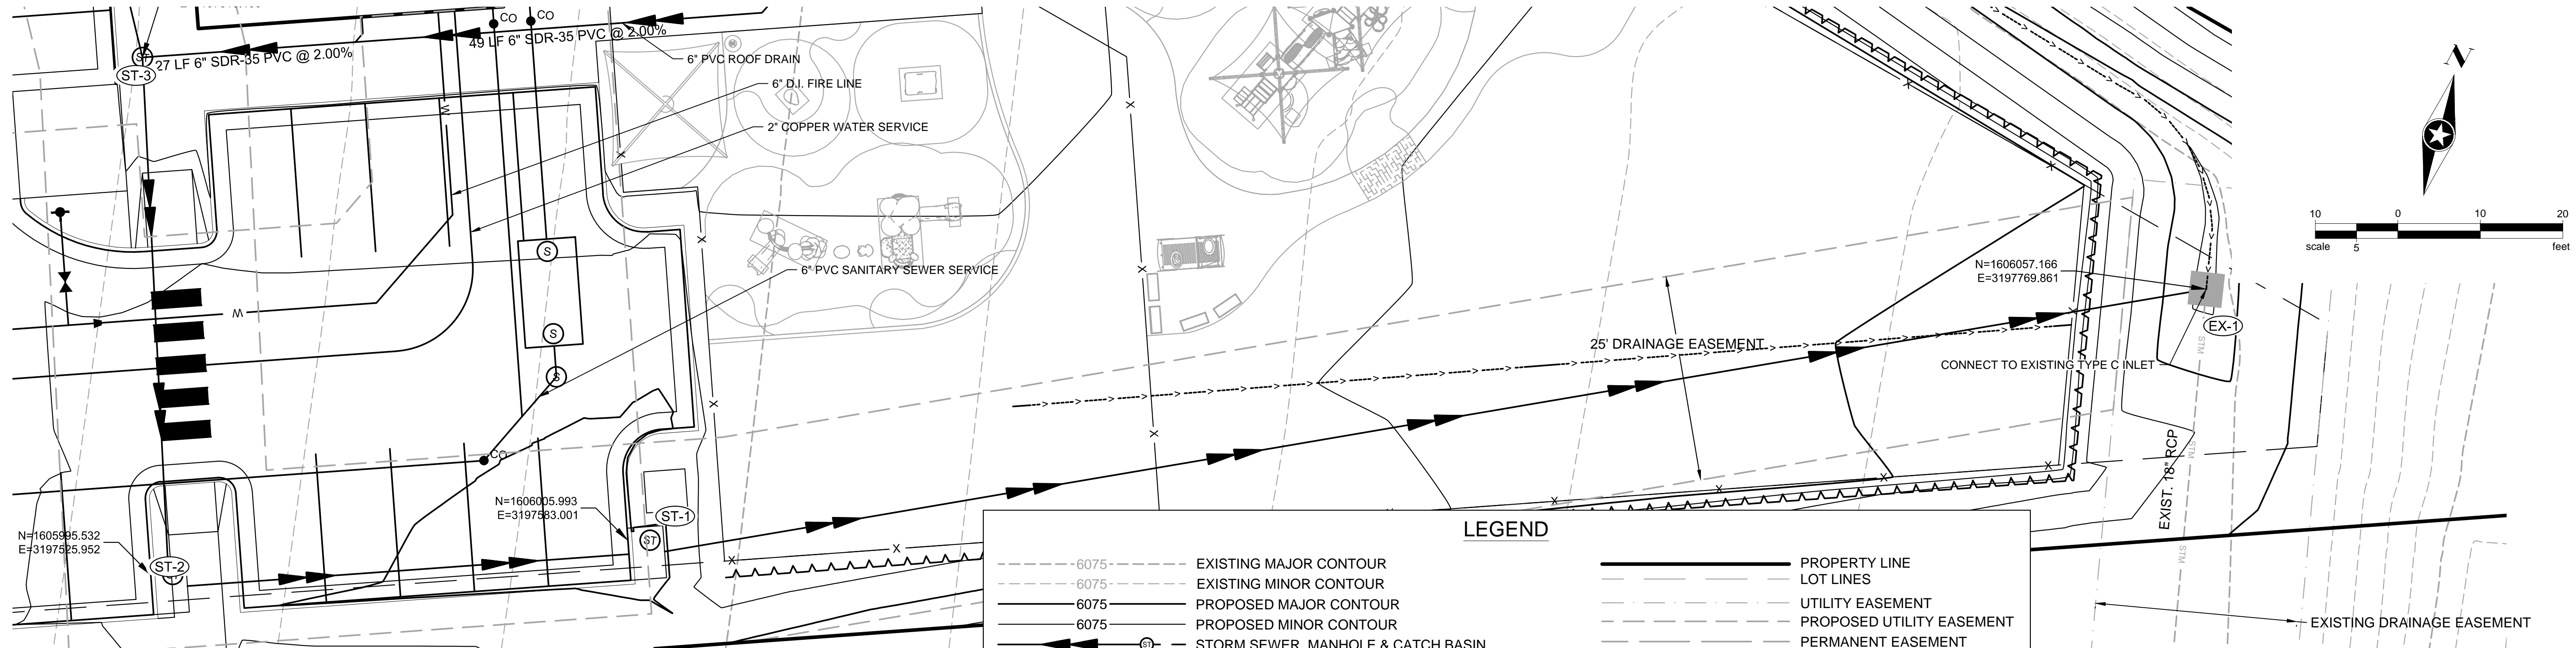 CO
CO
N
49 LF 6" SDR-35 PVC @ 2.00%
ST
27 LF 6" SDR-35 PVC @ 2.00%
ST-3
6" PVC ROOF DRAIN
6" D.I. FIRE LINE
2" COPPER WATER SERVICE
W
X
X
X
X
X
10 0 10 20
scale 5 feet
S
6" PVC SANITARY SEWER SERVICE
N=1606057.166
E=3197769.861
X
X
W
EX-1
S
STM
25' DRAINAGE EASEMENT
CONNECT TO EXISTING TYPE C INLET
S
X
X
X
CO
EXIST. 18" RCP
STM
X
X
X
X
N=1606005.993
E=3197583.001
ST-1
N=1605995.532
E=3197525.952
ST
ST-2
X
X
STM
LEGEND
6075 EXISTING MAJOR CONTOUR
6075 EXISTING MINOR CONTOUR
6075 PROPOSED MAJOR CONTOUR
6075 PROPOSED MINOR CONTOUR
ST STORM SEWER, MANHOLE & CATCH BASIN
PROPERTY LINE
LOT LINES
UTILITY EASEMENT
PROPOSED UTILITY EASEMENT
PERMANENT EASEMENT
EXISTING DRAINAGE EASEMENT